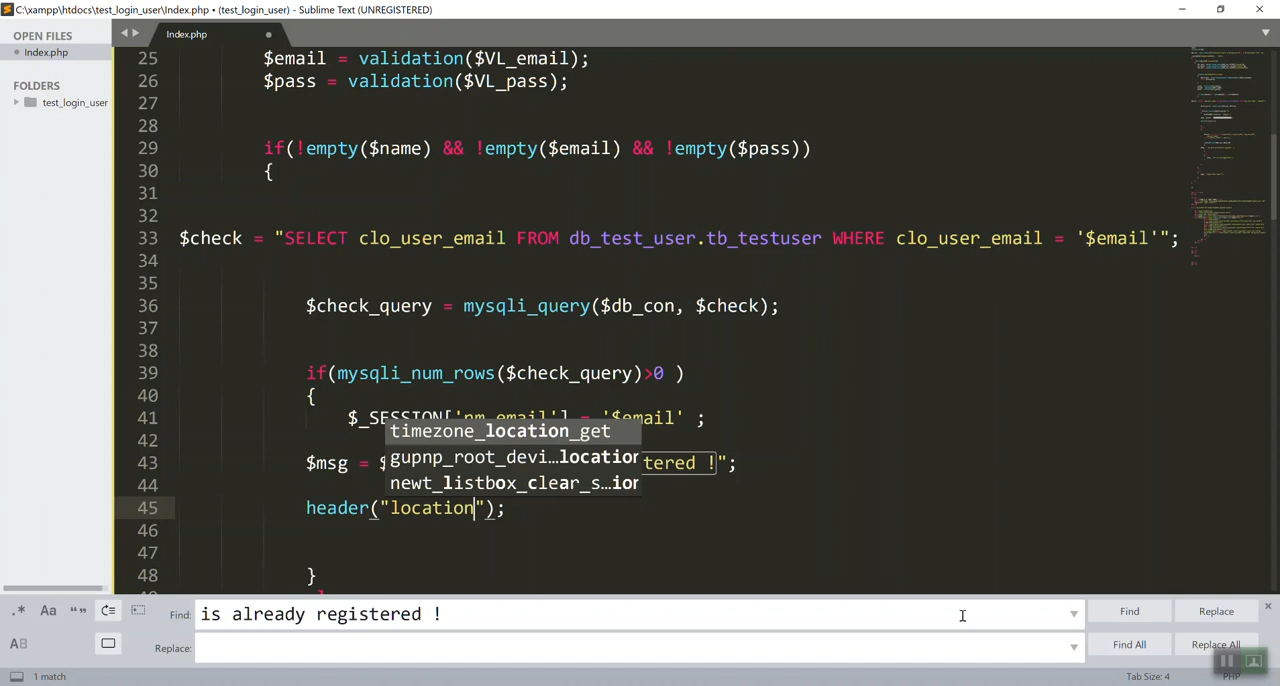 C:\xampp\htdocs\test_login_user\Index.php • (test_login_user) - Sublime Text (UNREGISTERED)
OPEN FILES
Index.php
FOLDERS
test_login_user
Index.php
25 $email = validation($VL_email);
26 $pass = validation($VL_pass);
27
28
29 if(!empty($name) && !empty($email) && !empty($pass))
30 {
31
32
33 $check = "SELECT clo_user_email FROM db_test_user.tb_testuser WHERE clo_user_email = '$email'";
34
35
36 $check_query = mysqli_query($db_con, $check);
37
38
39 if(mysqli_num_rows($check_query)>0 )
40 {
41 $_SESSION['nm_email'] = '$email' ;
timezone_location_get
42
gupnp_root_devi…location
43 $msg = $ tered !";
44
newt_listbox_clear_s…ion
45 header("location");
46
47
48 }
Find: is already registered !
Find
Replace
Replace:
Find All
Replace All
1 match
Tab Size: 4
PHP